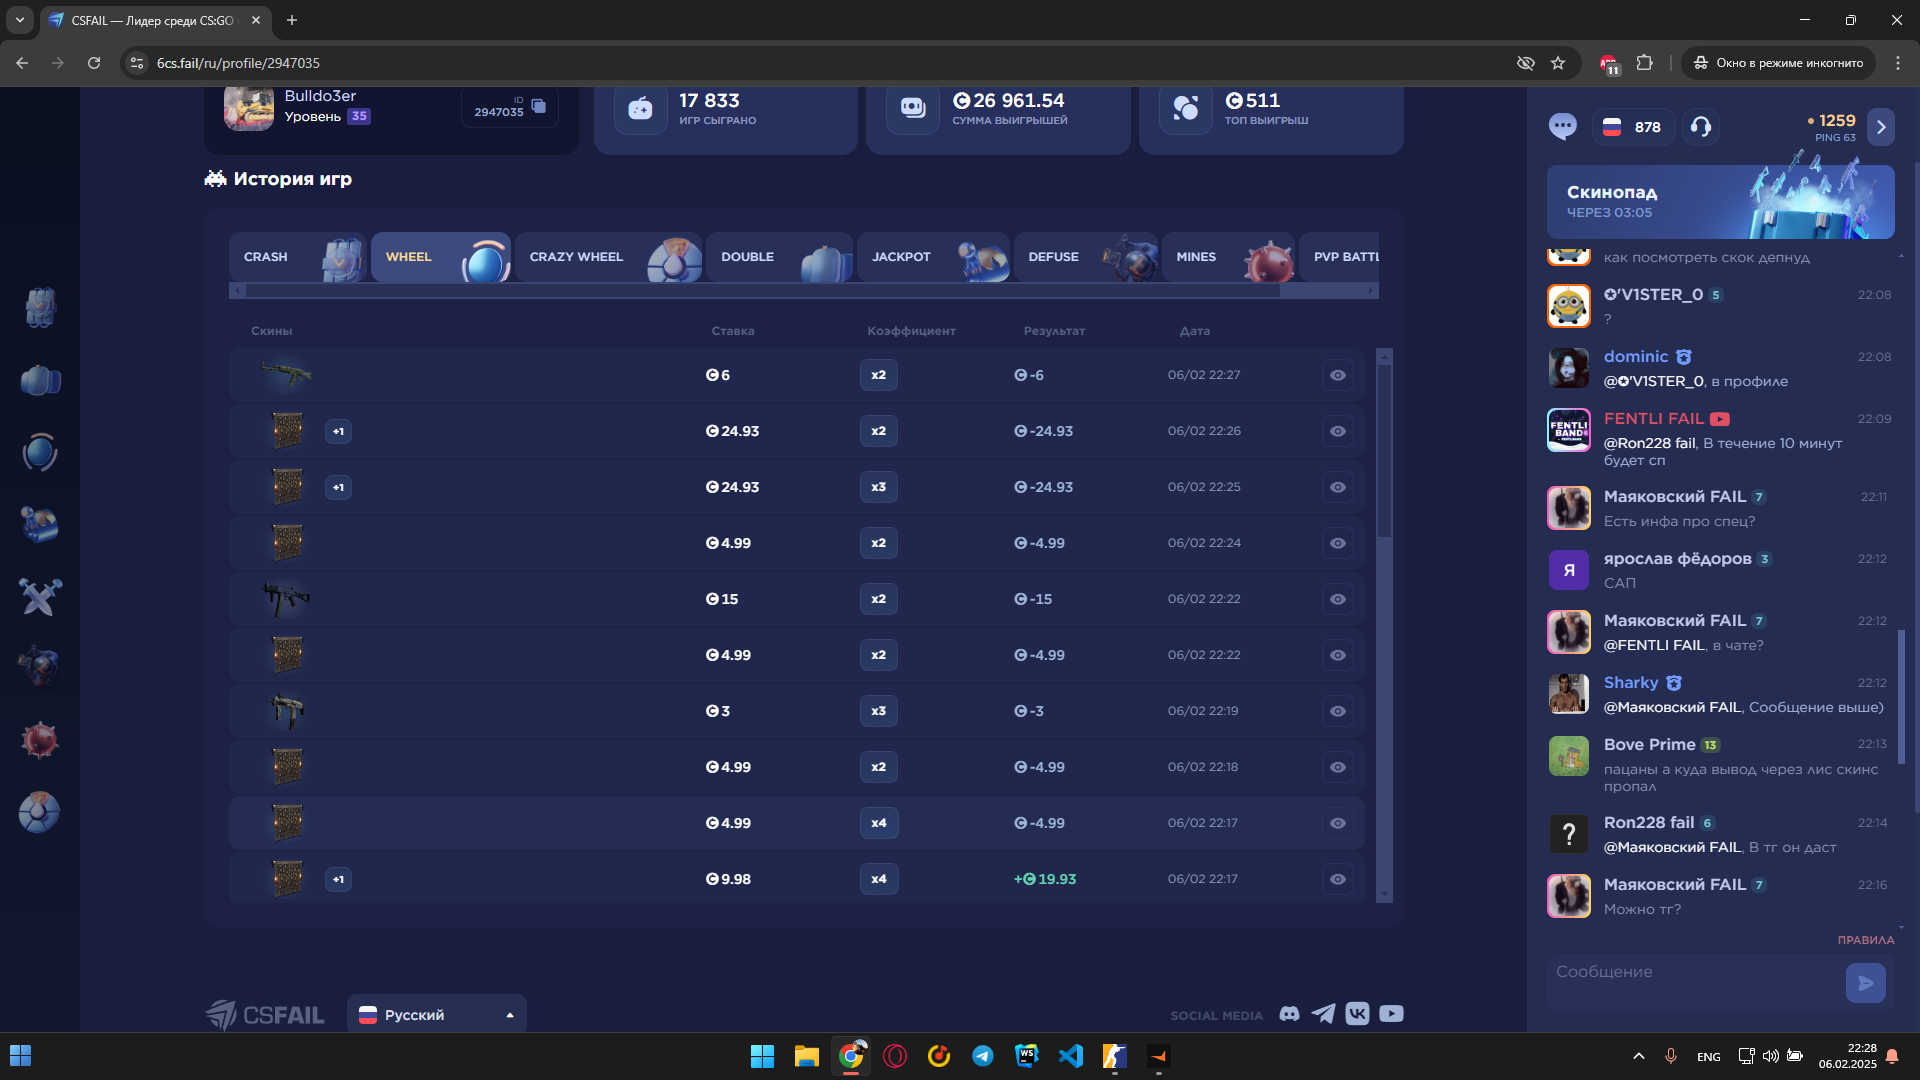 CSFAIL — Лидер среди CS:GO
6cs.fail/ru/profile/2947035
11
Окно в режиме инкогнито
Bulldo3er
Уровень 35
ID
2947035
17 833
ИГР СЫГРАНО
26 961.54
СУММА ВЫИГРЫШЕЙ
511
ТОП ВЫИГРЫШ
История игр
CRASH
WHEEL
CRAZY WHEEL
DOUBLE
JACKPOT
DEFUSE
MINES
PVP BATTL
Скины Ставка Коэффициент Результат Дата
6 x2 -6 06/02 22:27
+1 24.93 x2 -24.93 06/02 22:26
+1 24.93 x3 -24.93 06/02 22:25
4.99 x2 -4.99 06/02 22:24
15 x2 -15 06/02 22:22
4.99 x2 -4.99 06/02 22:22
3 x3 -3 06/02 22:19
4.99 x2 -4.99 06/02 22:18
4.99 x4 -4.99 06/02 22:17
+1 9.98 x4 +19.93 06/02 22:17
CSFAIL
Русский
SOCIAL MEDIA
878
1259
PING 63
Скинопад
ЧЕРЕЗ 03:05
как посмотреть скок депнуд
✪'V1STER_0 5 22:08
?
dominic 22:08
@✪'V1STER_0, в профиле
FENTLI FAIL 22:09
FENTLI
BAND
@Ron228 fail, В течение 10 минут
будет сп
Маяковский FAIL 7 22:11
Есть инфа про спец?
Я
ярослав фёдоров 3 22:12
САП
Маяковский FAIL 7 22:12
@FENTLI FAIL, в чате?
Sharky 22:12
@Маяковский FAIL, Сообщение выше)
Bove Prime 13 22:13
пацаны а куда вывод через лис скинс
пропал
?
Ron228 fail 6 22:14
@Маяковский FAIL, В тг он даст
Маяковский FAIL 7 22:16
Можно тг?
ПРАВИЛА
Сообщение
WS
ENG
22:28
06.02.2025